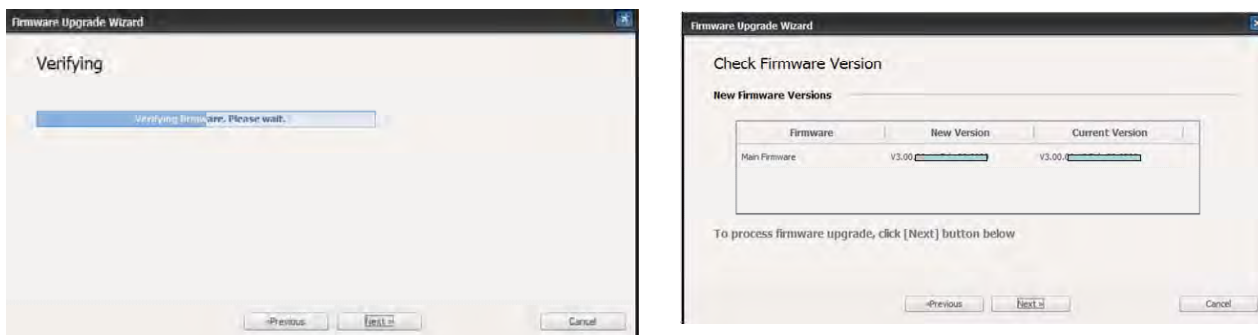 Firmware Upgrade Wizard
Verifying
Verifying firmware. Please wait.
<Previous
Next >
Cancel
Firmware Upgrade Wizard
Check Firmware Version
New Firmware Versions
Firmware New Version Current Version
Main Firmware V3.00. V3.00.
To process firmware upgrade, click [Next] button below
<Previous
Next >
Cancel